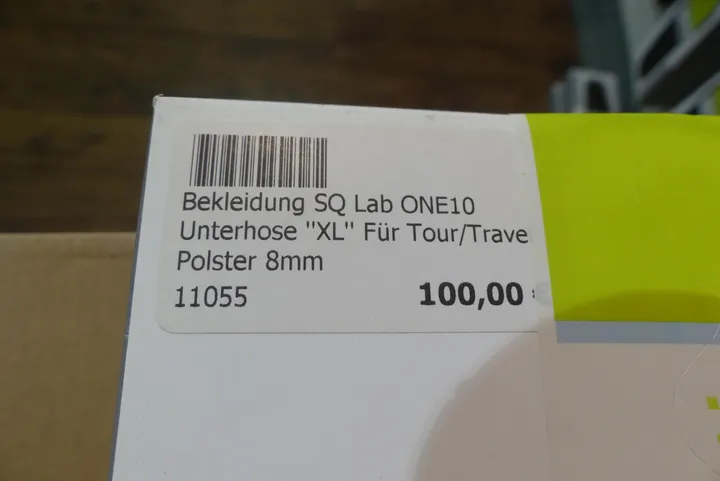 Bekleidung SQ Lab ONE10
Unterhose "XL" Für Tour/Trave
Polster 8mm
11055 100,00